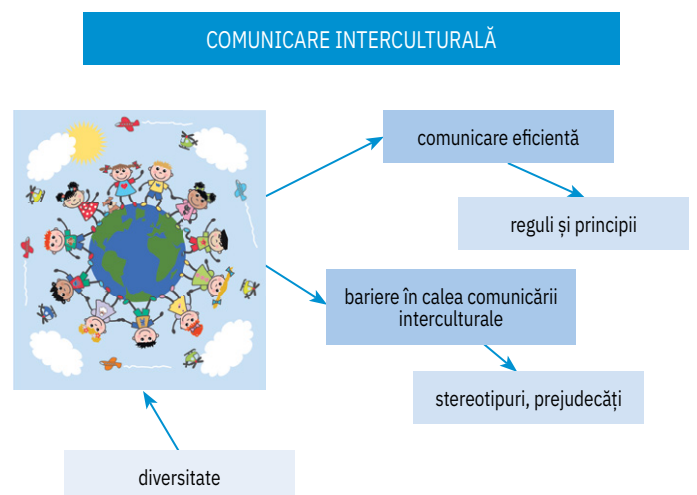 COMUNICARE INTERCULTURALĂ
comunicare eficientă
reguli și principii
bariere în calea comunicării
interculturale
stereotipuri, prejudecăți
diversitate